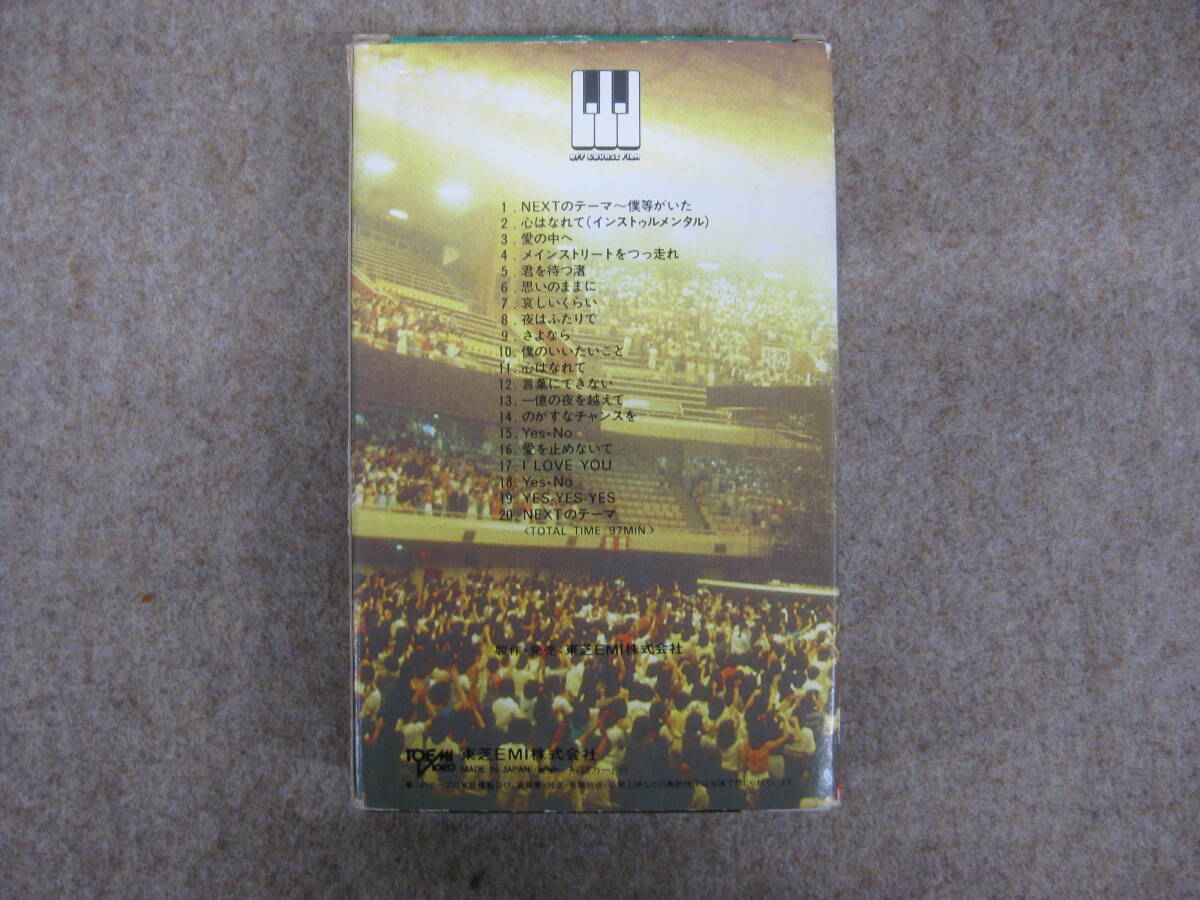 OFF COURSE FILM
1. NEXTのテーマ～僕等がいた
2. 心はなれて(インストゥルメンタル)
3. 愛の中へ
4. メインストリートをつっ走れ
5. 君を待つ渚
6. 思いのままに
7. 哀しいくらい
8. 夜はふたりで
9. さよなら
10. 僕のいいたいこと
11. 心はなれて
12. 言葉にできない
13. 一億の夜を越えて
14. のがすなチャンスを
15. Yes・No
16. 愛を止めないで
17. I LOVE YOU
18. Yes・No
19. YES-YES-YES
20. NEXTのテーマ
〈TOTAL TIME 97MIN〉
製作・発売:東芝EMI株式会社
TOEMI VIDEO 東芝EMI株式会社
MADE IN JAPAN